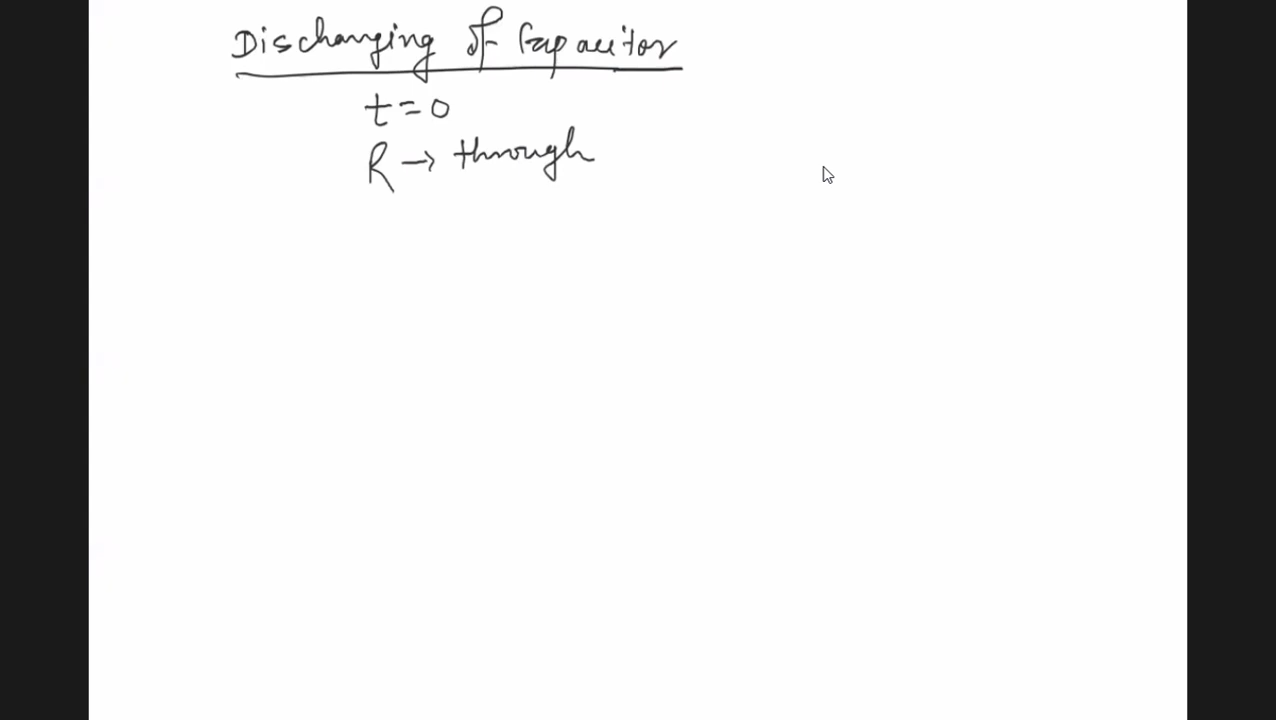 Discharging of Capacitor
t = 0
R → through